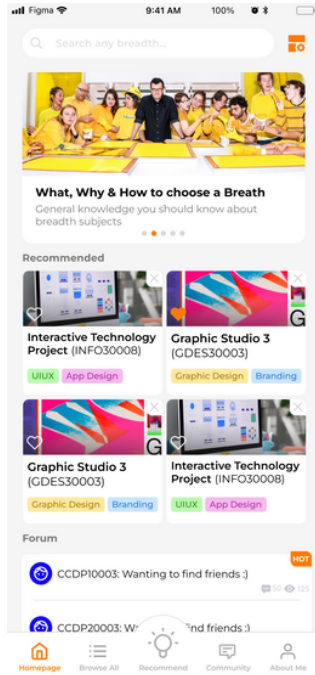 Figma 9:41 AM 100%
Search any breadth...
What, Why & How to choose a Breath
General knowledge you should know about
breadth subjects
Recommended
Interactive Technology
Project (INFO30008)
UIUX App Design
G
Graphic Studio 3
(GDES30003)
Graphic Design Branding
G
Graphic Studio 3
(GDES30003)
Graphic Design Branding
Interactive Technology
Project (INFO30008)
UIUX App Design
Forum
HOT
CCDP10003: Wanting to find friends :)
50 125
CCDP20003: Wa find friends :)
Homepage Browse All Recommend Community About Me